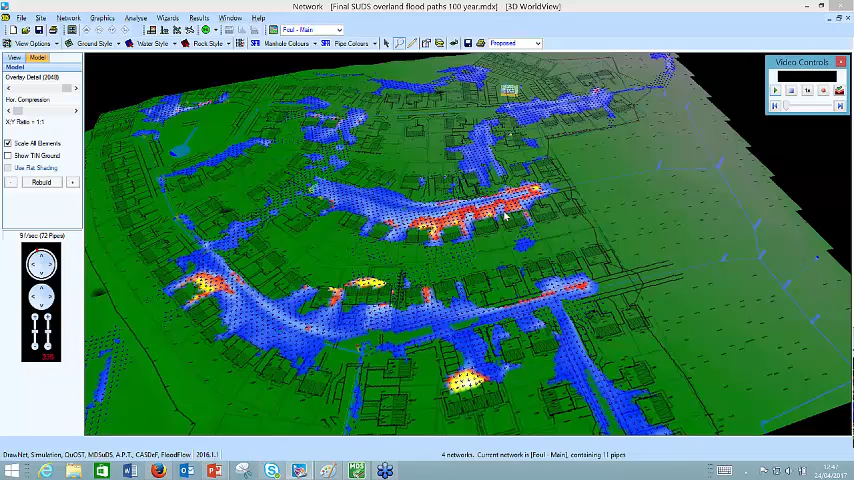 Network - [Final SUDS overland flood paths 100 year.mdx] - [3D WorldView]
File Site Network Graphics Analyse Wizards Results Window Help
Foul - Main
View Options Ground Style Water Style Rock Style Manhole Colours Pipe Colours Proposed
View Model
Model
Overlay Detail (2048)
Hor. Compression
X:Y Ratio = 1:1
Scale All Elements
Show TIN Ground
Use Flat Shading
- Rebuild +
Video Controls
1x
DrawNet, Simulation, QuOST, MDSuDS, A.P.T., CASDeF, FloodFlow 2016.1.1
4 networks. Current network is [Foul - Main], containing 11 pipes
12:47
24/04/2017